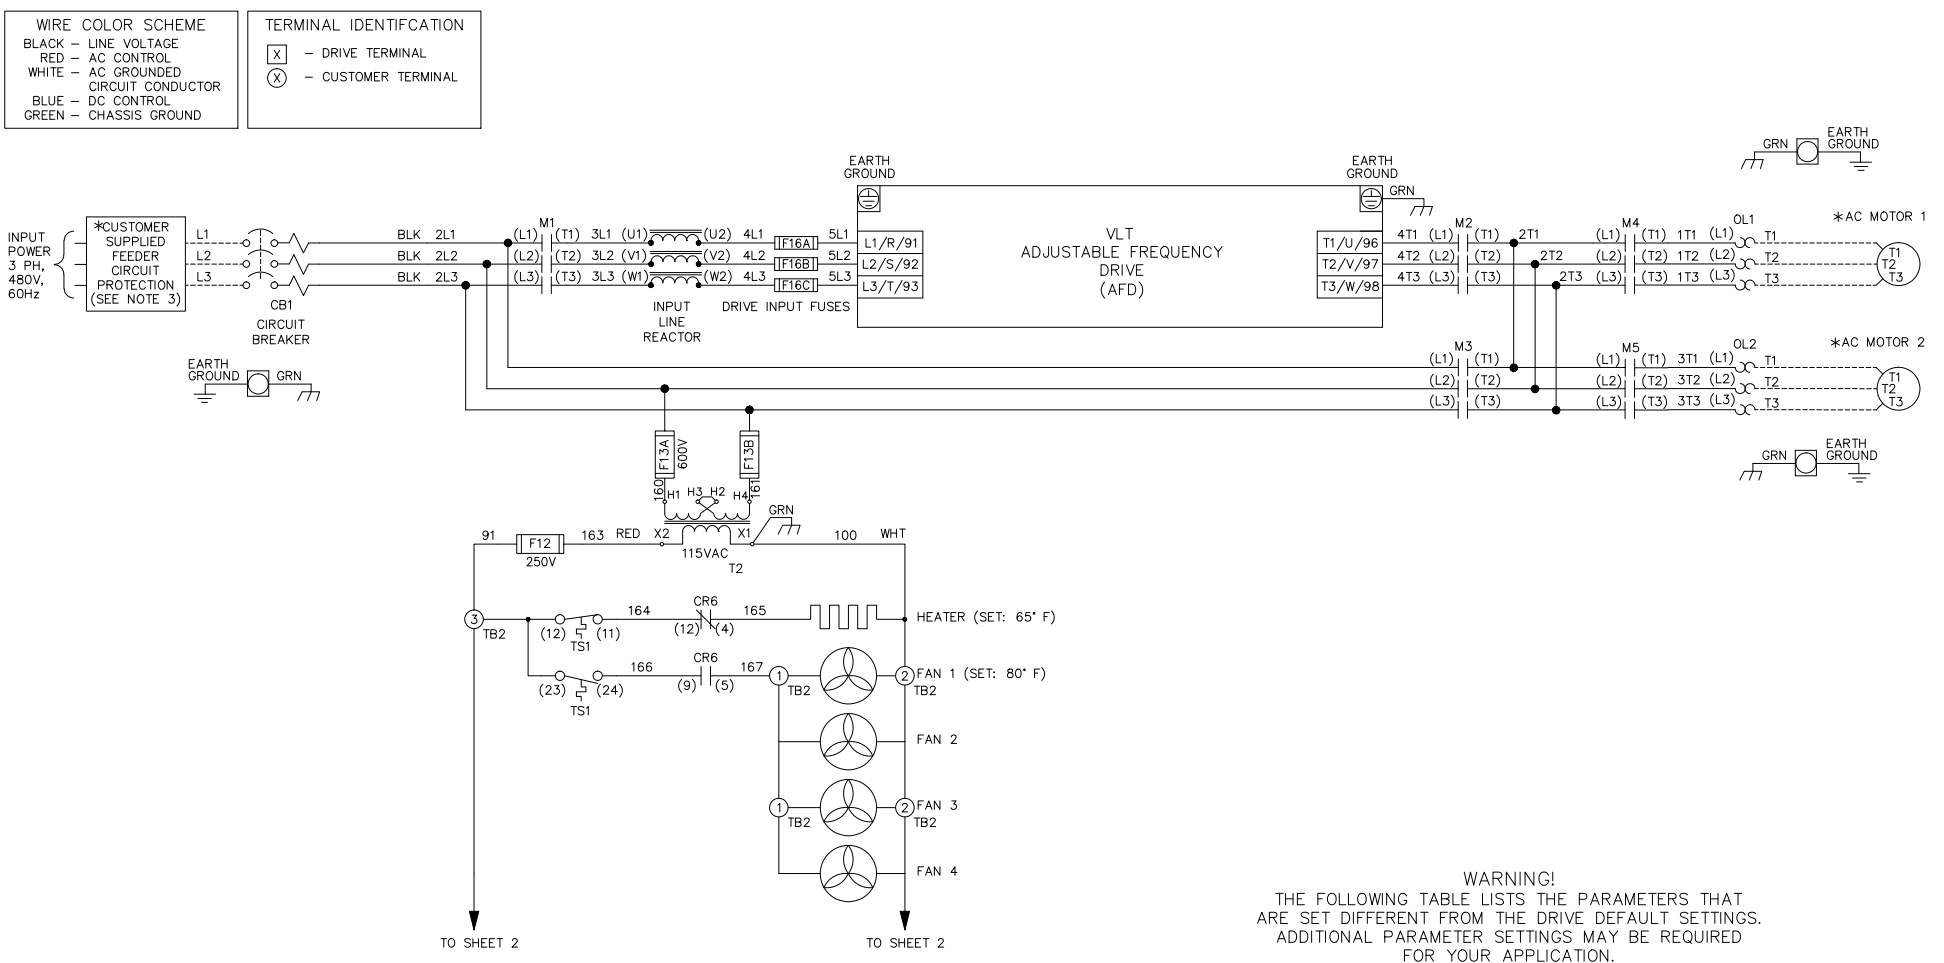 WIRE COLOR SCHEME
BLACK – LINE VOLTAGE
RED – AC CONTROL
WHITE – AC GROUNDED
CIRCUIT CONDUCTOR
BLUE – DC CONTROL
GREEN – CHASSIS GROUND
TERMINAL IDENTIFCATION
X – DRIVE TERMINAL
X – CUSTOMER TERMINAL
INPUT
POWER
3 PH,
480V,
60Hz
*CUSTOMER
SUPPLIED
FEEDER
CIRCUIT
PROTECTION
(SEE NOTE 3)
L1
L2
L3
CB1
CIRCUIT
BREAKER
EARTH
GROUND
GRN
BLK 2L1
BLK 2L2
BLK 2L3
M1
(L1) (T1) 3L1 (U1) (U2) 4L1 F16A 5L1
(L2) (T2) 3L2 (V1) (V2) 4L2 F16B 5L2
(L3) (T3) 3L3 (W1) (W2) 4L3 F16C 5L3
INPUT
LINE
REACTOR
DRIVE INPUT FUSES
EARTH
GROUND
L1/R/91
L2/S/92
L3/T/93
VLT
ADJUSTABLE FREQUENCY
DRIVE
(AFD)
EARTH
GROUND
GRN
T1/U/96
T2/V/97
T3/W/98
M2
4T1 (L1) (T1) 2T1
4T2 (L2) (T2) 2T2
4T3 (L3) (T3) 2T3
M4
OL1
(L1) (T1) 1T1 (L1) T1
(L2) (T2) 1T2 (L2) T2
(L3) (T3) 1T3 (L3) T3
*AC MOTOR 1
T1
T2
T3
GRN
EARTH
GROUND
M3
(L1) (T1)
(L2) (T2)
(L3) (T3)
M5
OL2
(L1) (T1) 3T1 (L1) T1
(L2) (T2) 3T2 (L2) T2
(L3) (T3) 3T3 (L3) T3
*AC MOTOR 2
T1
T2
T3
GRN
EARTH
GROUND
F13A
600V
F13B
160
161
H1 H3 H2 H4
GRN
91 F12 163 RED X2 X1 100 WHT
250V
115VAC
T2
3
TB2
164 CR6 165
(12) (11) (12) (4)
TS1
HEATER (SET: 65° F)
166 CR6 167
(23) (24) (9) (5)
TS1
1
TB2
2
TB2
FAN 1 (SET: 80° F)
FAN 2
1
TB2
2
TB2
FAN 3
FAN 4
TO SHEET 2
TO SHEET 2
WARNING!
THE FOLLOWING TABLE LISTS THE PARAMETERS THAT
ARE SET DIFFERENT FROM THE DRIVE DEFAULT SETTINGS.
ADDITIONAL PARAMETER SETTINGS MAY BE REQUIRED
FOR YOUR APPLICATION.